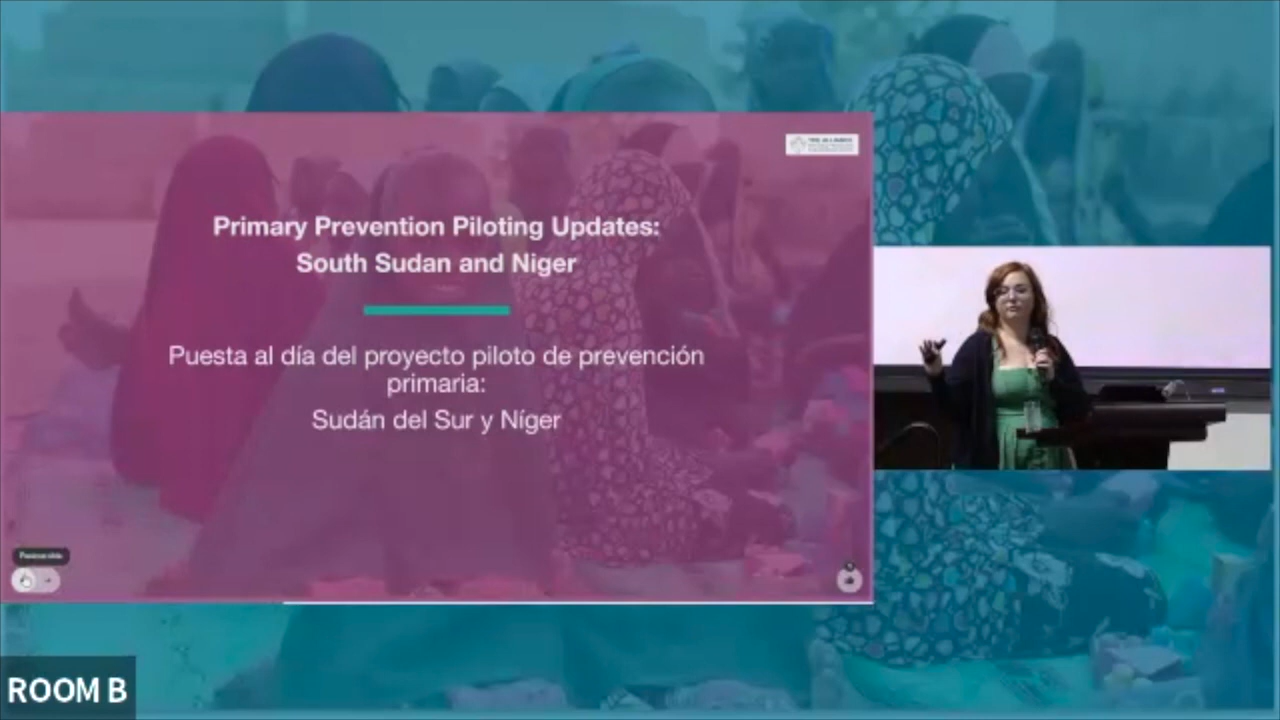 Primary Prevention Piloting Updates:
South Sudan and Niger
Puesta al día del proyecto piloto de prevención
primaria:
Sudán del Sur y Níger
ROOM B